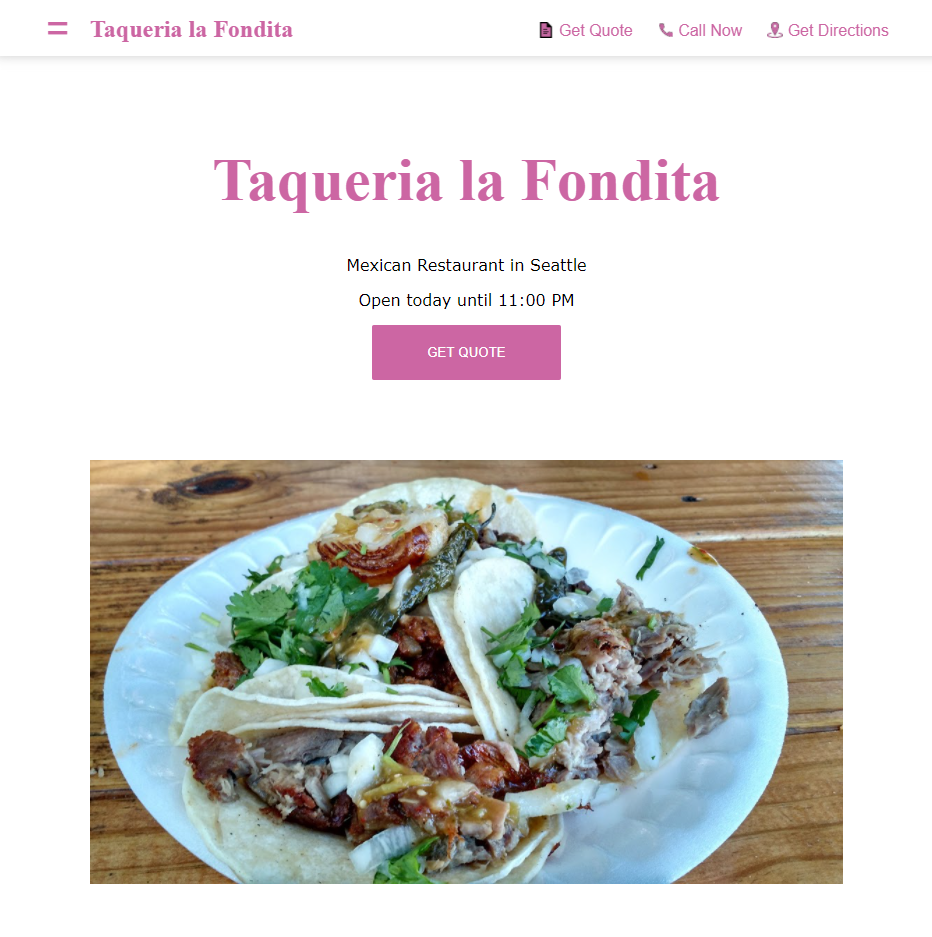 Taqueria la Fondita
Get Quote
Call Now
Get Directions
Taqueria la Fondita
Mexican Restaurant in Seattle
Open today until 11:00 PM
GET QUOTE